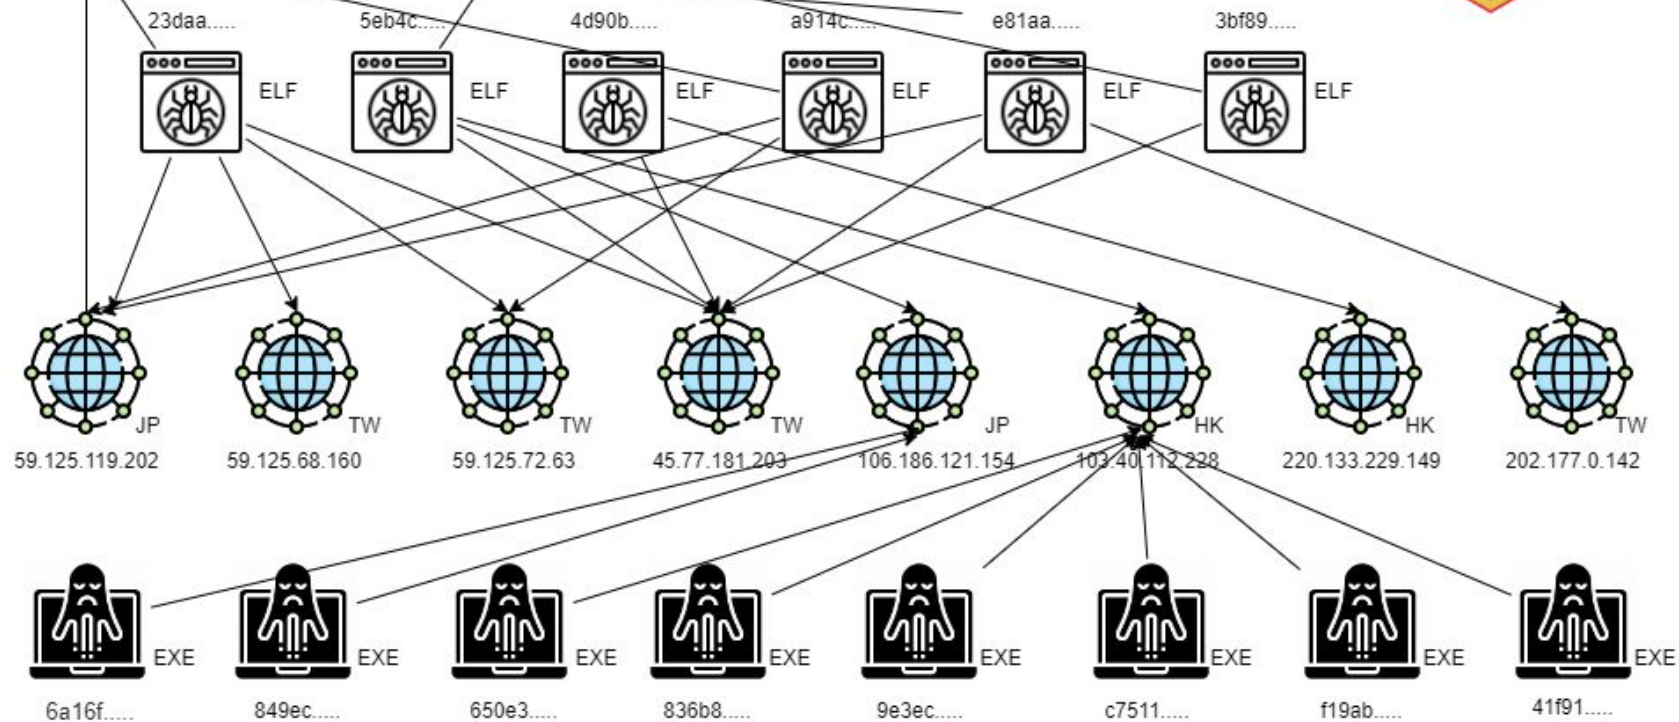 23daa.....
5eb4c.....
4d90b.....
a914c.....
e81aa.....
3bf89.....
ELF
ELF
ELF
ELF
ELF
ELF
JP
TW
TW
TW
JP
HK
HK
TW
59.125.119.202
59.125.68.160
59.125.72.63
45.77.181.203
106.186.121.154
103.40.112.228
220.133.229.149
202.177.0.142
EXE
EXE
EXE
EXE
EXE
EXE
EXE
EXE
6a16f.....
849ec.....
650e3.....
836b8.....
9e3ec.....
c7511.....
f19ab.....
41f91.....